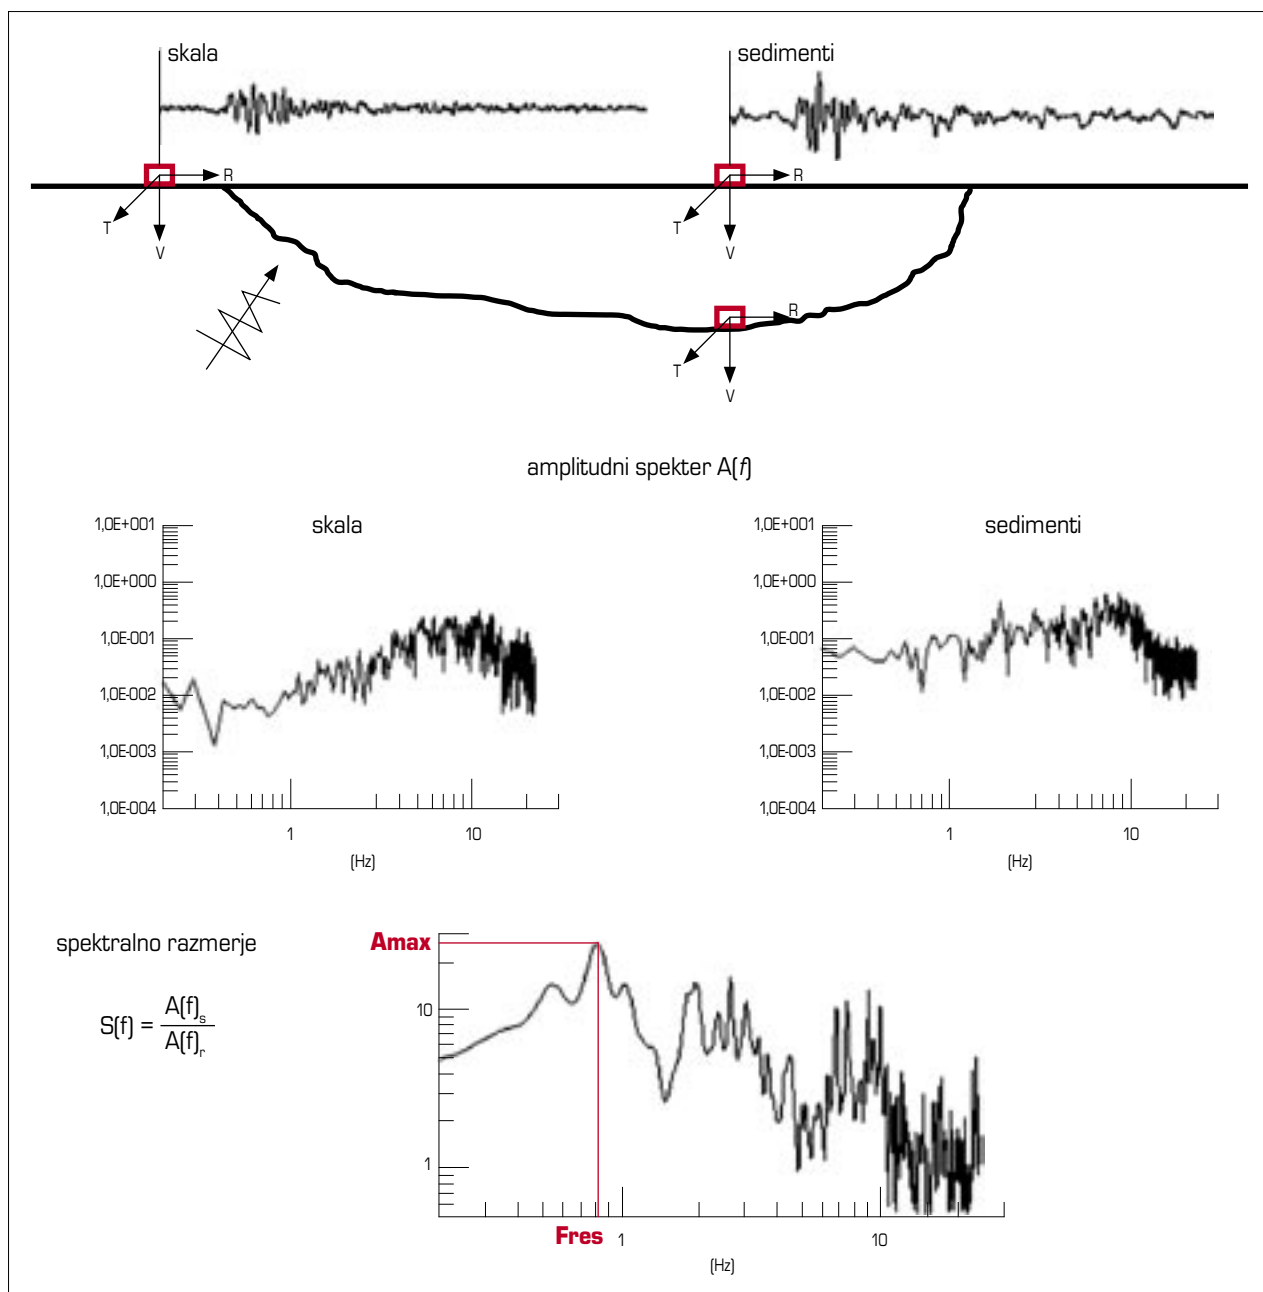 skala
sedimenti
R
T
V
R
T
V
R
T
V
amplitudni spekter A(f)
skala
1,0E+001
1,0E+000
1,0E-001
1,0E-002
1,0E-003
1,0E-004
1
10
(Hz)
sedimenti
1,0E+001
1,0E+000
1,0E-001
1,0E-002
1,0E-003
1,0E-004
1
10
(Hz)
spektralno razmerje
S(f) = A(f)s / A(f)r
Amax
10
1
Fres
1
10
(Hz)